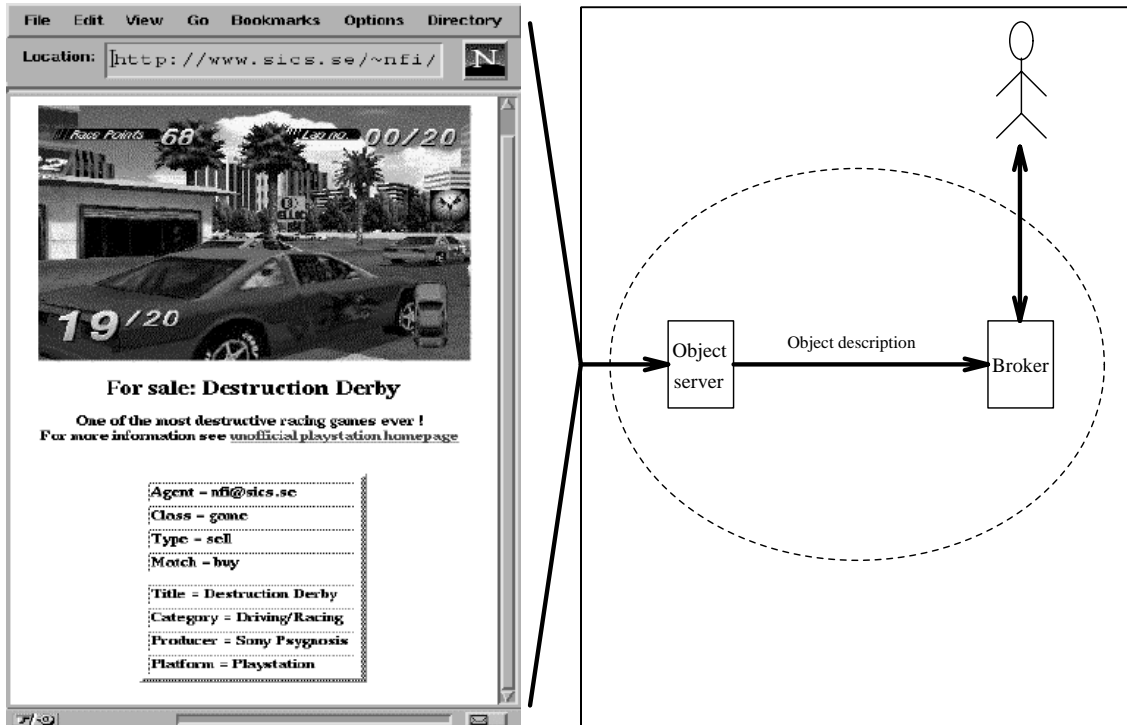 File Edit View Go Bookmarks Options Directory
Location: http://www.sics.se/~nfi/
N
Race Points 68
Lap no. 00/20
19/20
For sale: Destruction Derby
One of the most destructive racing games ever !
For more information see unofficial playstation homepage
Agent = nfi@sics.se
Class = game
Type = sell
Match = buy
Title = Destruction Derby
Category = Driving/Racing
Producer = Sony Psygnosis
Platform = Playstation
Object
server
Object description
Broker